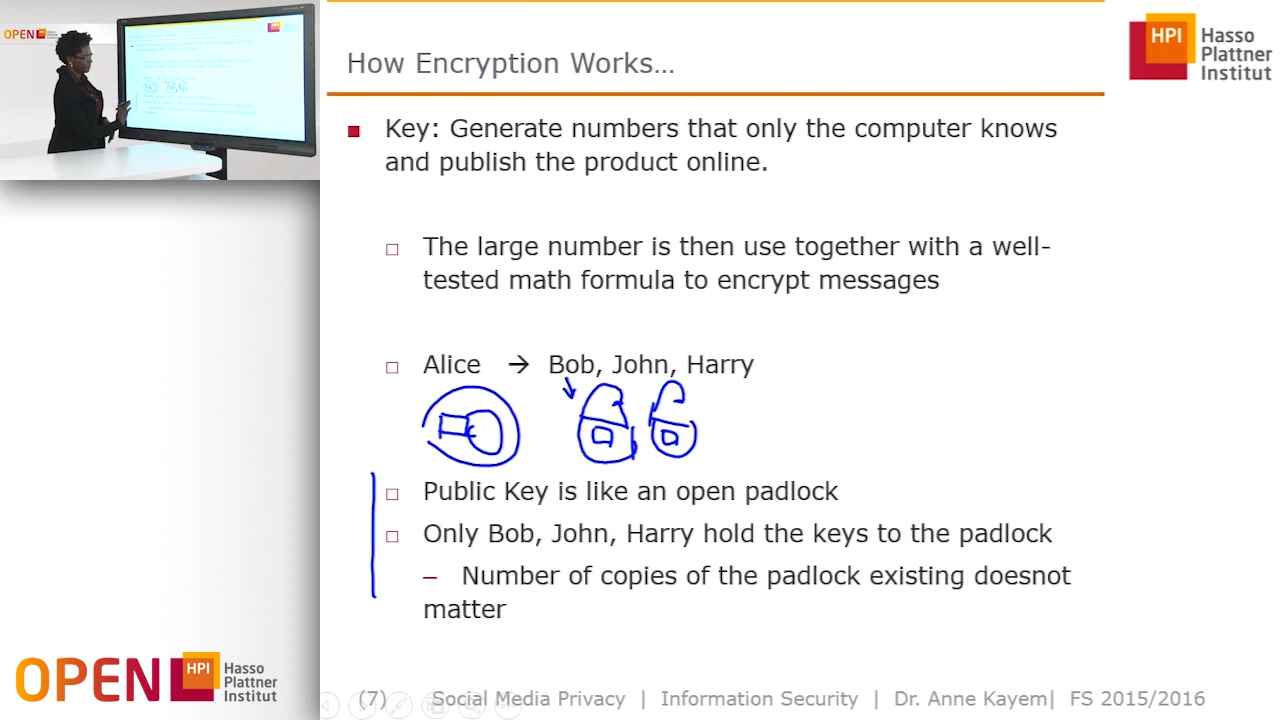 OPEN
How Encryption Works...
HPI Hasso
Plattner
Institut
Key: Generate numbers that only the computer knows
and publish the product online.
The large number is then use together with a well-
tested math formula to encrypt messages
Alice → Bob, John, Harry
Public Key is like an open padlock
Only Bob, John, Harry hold the keys to the padlock
– Number of copies of the padlock existing doesnot
matter
OPEN HPI Hasso
Plattner
Institut
(7) Social Media Privacy | Information Security | Dr. Anne Kayem| FS 2015/2016